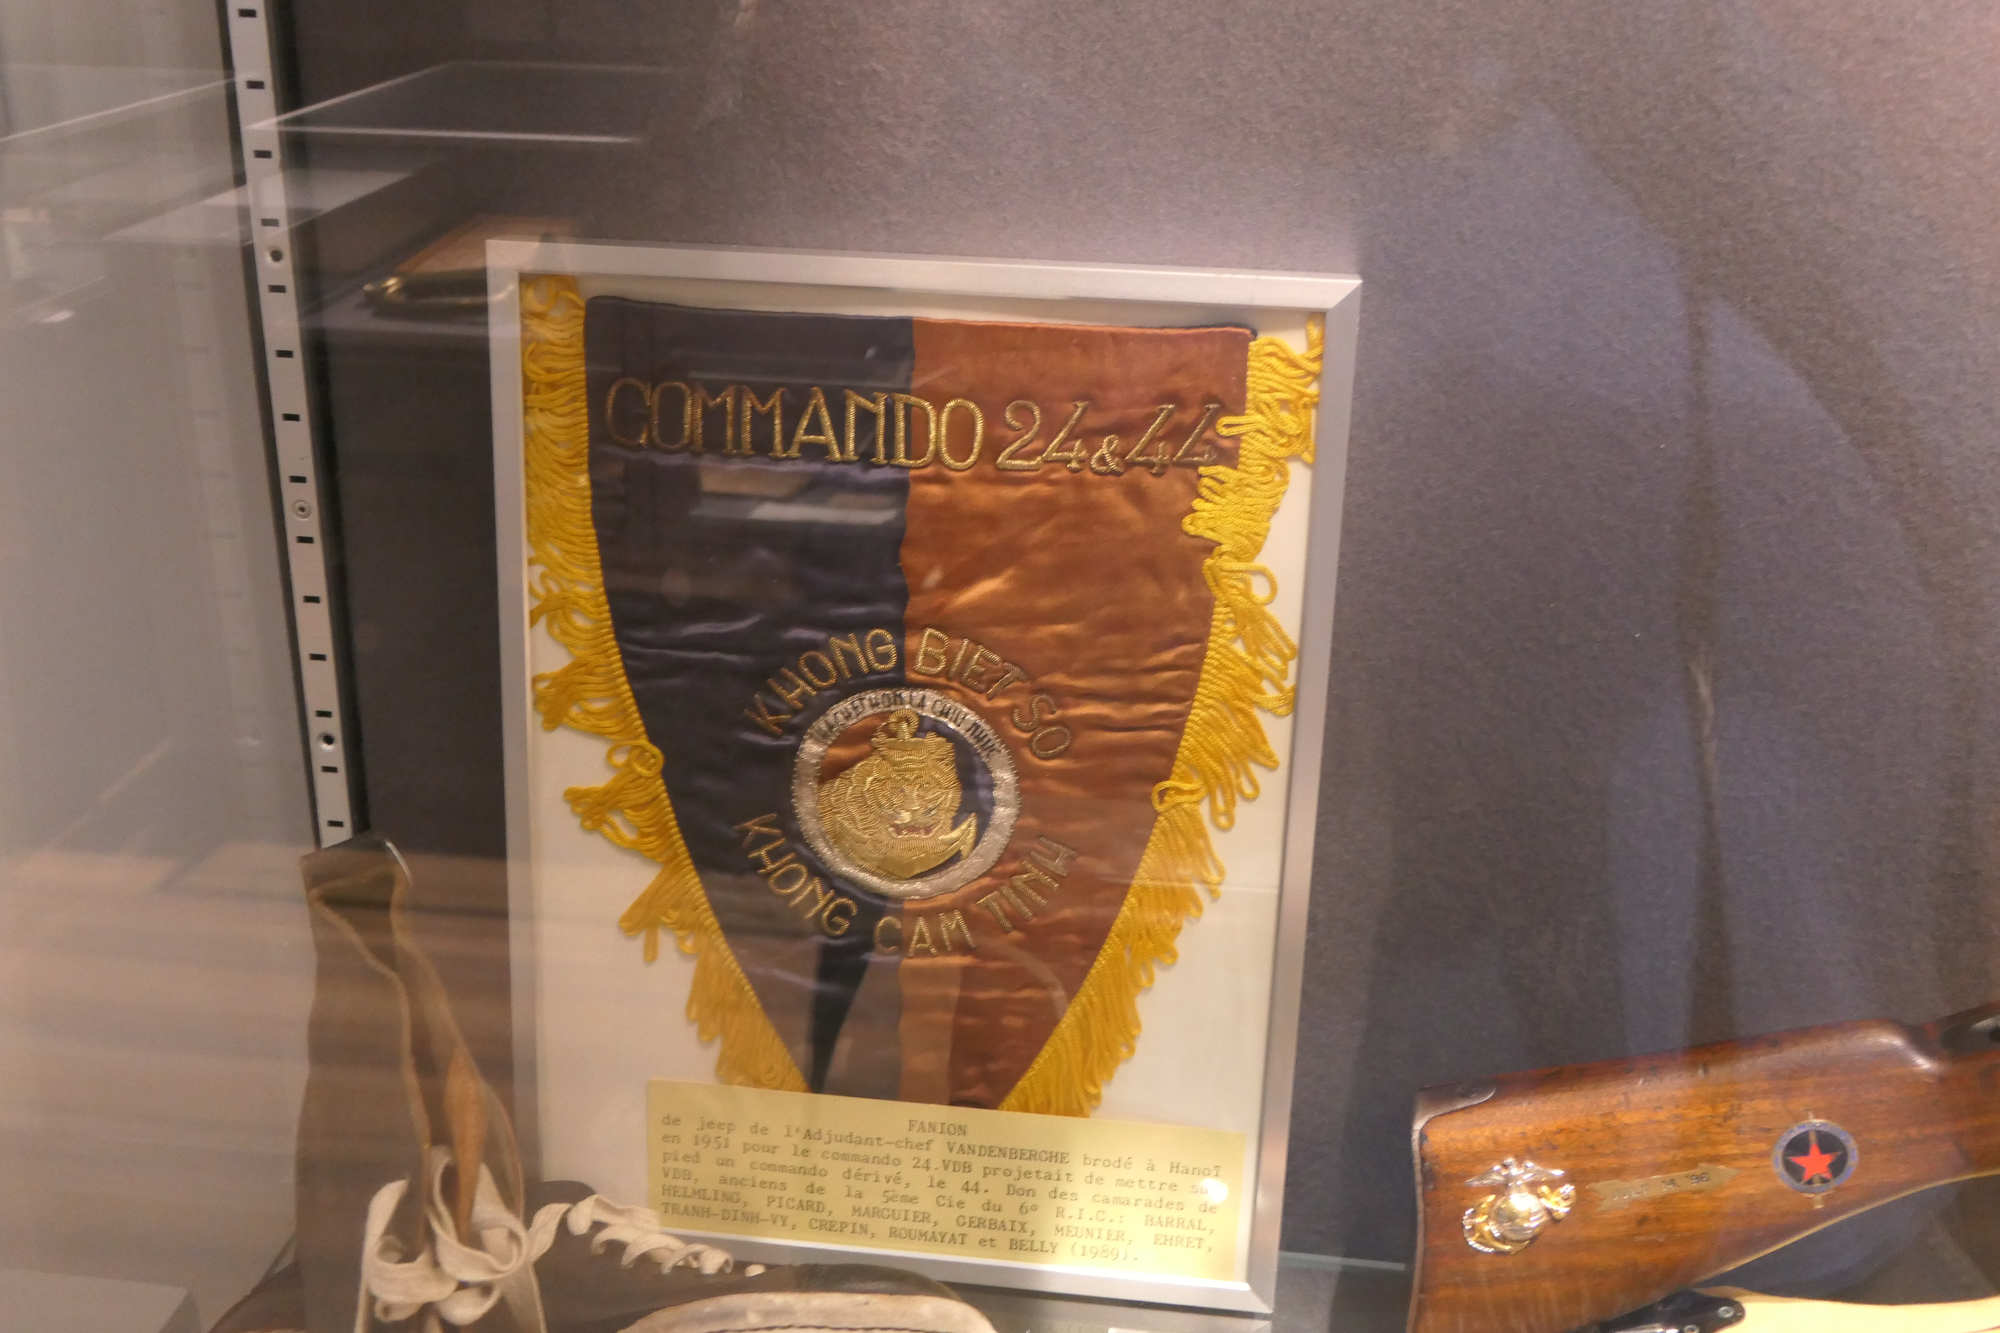 COMMANDO 24 & 44
KHONG BIET SO
KHONG CAM TINH
FANION
de jeep de l'Adjudant-chef VANDENBERGHE brodé à Hanoï
en 1951 pour le commando 24. VDB projetait de mettre sur
pied un commando dérivé, le 44. Don des camarades de
VDB, anciens de la 5ème Cie du 6° R.I.C.: BARRAL,
HELMLING, PICARD, MARGUIER, GERBAIX, MEUNIER, EHRET,
TRANH-DINH-VY, CREPIN, ROUMAYAT et BELLY (1989).